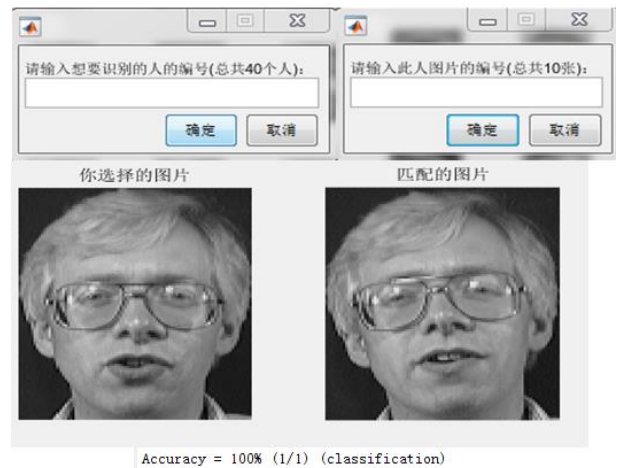 请输入想要识别的人的编号(总共40个人):
确定 取消
请输入此人图片的编号(总共10张):
确定 取消
你选择的图片
匹配的图片
Accuracy = 100% (1/1) (classification)